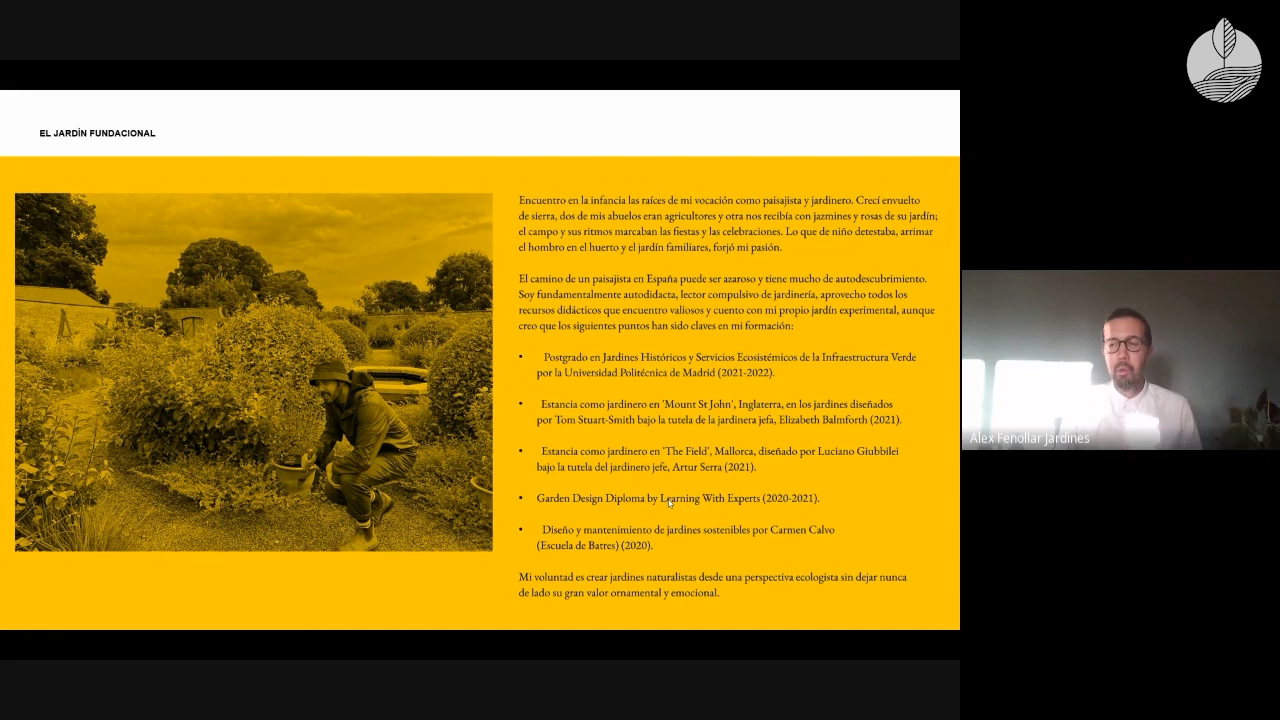 EL JARDÍN FUNDACIONAL
Encuentro en la infancia las raíces de mi vocación como paisajista y jardinero. Crecí envuelto
de sierra, dos de mis abuelos eran agricultores y otra nos recibía con jazmines y rosas de su jardín;
el campo y sus ritmos marcaban las fiestas y las celebraciones. Lo que de niño detestaba, arrimar
el hombro en el huerto y el jardín familiares, forjó mi pasión.
El camino de un paisajista en España puede ser azaroso y tiene mucho de autodescubrimiento.
Soy fundamentalmente autodidacta, lector compulsivo de jardinería, aprovecho todos los
recursos didácticos que encuentro valiosos y cuento con mi propio jardín experimental, aunque
creo que los siguientes puntos han sido claves en mi formación:
• Postgrado en Jardines Históricos y Servicios Ecosistémicos de la Infraestructura Verde
por la Universidad Politécnica de Madrid (2021-2022).
• Estancia como jardinero en 'Mount St John', Inglaterra, en los jardines diseñados
por Tom Stuart-Smith bajo la tutela de la jardinera jefa, Elizabeth Balmforth (2021).
• Estancia como jardinero en 'The Field', Mallorca, diseñado por Luciano Giubbilei
bajo la tutela del jardinero jefe, Artur Serra (2021).
• Garden Design Diploma by Learning With Experts (2020-2021).
• Diseño y mantenimiento de jardines sostenibles por Carmen Calvo
(Escuela de Batres) (2020).
Mi voluntad es crear jardines naturalistas desde una perspectiva ecologista sin dejar nunca
de lado su gran valor ornamental y emocional.
Alex Fenollar Jardines